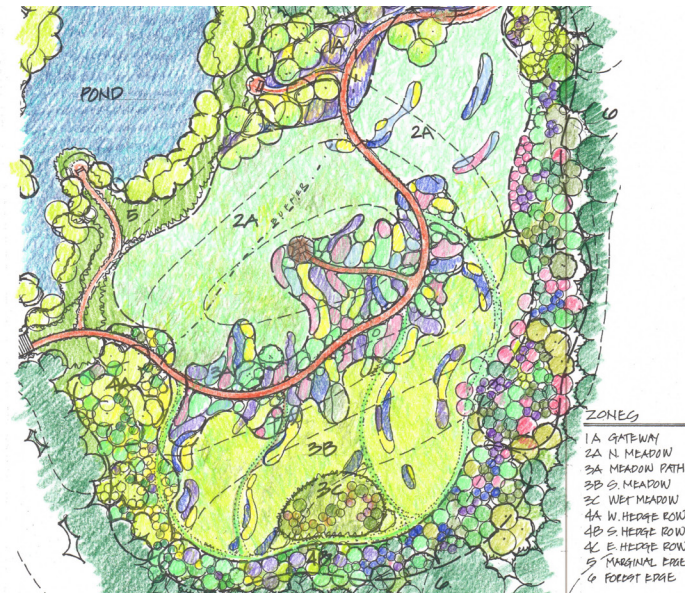 1A
POND
6
2A
2A
5
4C
3A
4A
3B
3C
4B
6
ZONES
1A GATEWAY
2A N. MEADOW
3A MEADOW PATH
3B S. MEADOW
3C WET MEADOW
4A W. HEDGE ROW
4B S. HEDGE ROW
4C E. HEDGE ROW
5 MARGINAL EDGE
6 FOREST EDGE